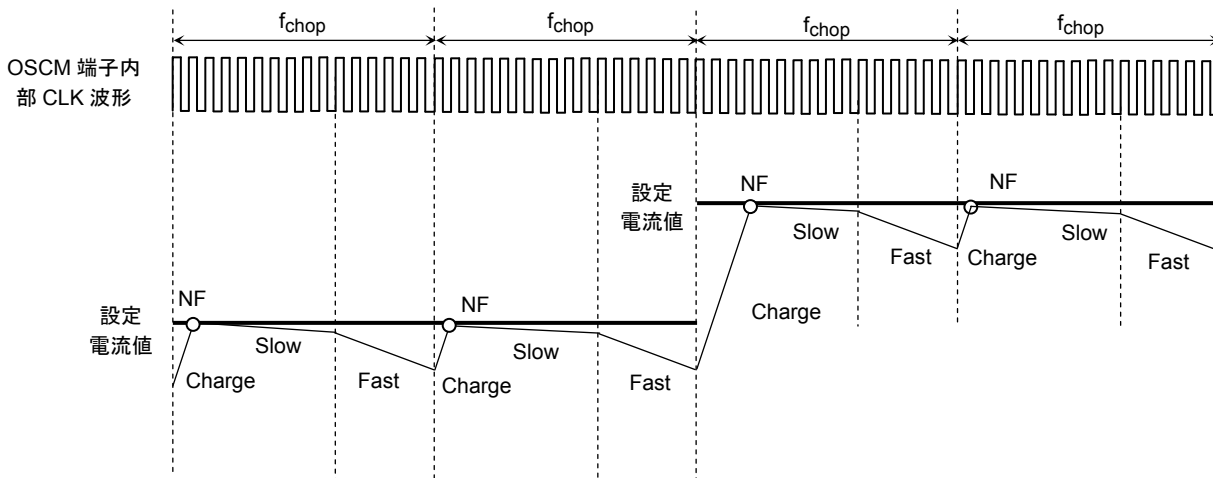 fchop fchop fchop fchop
OSCM 端子内
部 CLK 波形
設定
電流値
NF
NF
Slow
Slow
Fast
Charge
Fast
Charge
設定
電流値
NF
NF
Slow
Slow
Charge
Fast
Charge
Fast